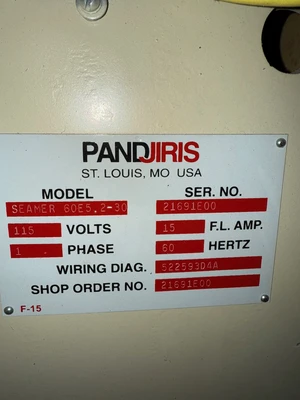 PANDJIRIS
ST. LOUIS, MO USA
MODEL SER. NO.
SEAMER 60E5.2-30 21691E00
115 VOLTS 15 F.L. AMP.
1 PHASE 60 HERTZ
WIRING DIAG. 52259304A
SHOP ORDER NO. 21691E00
F-15